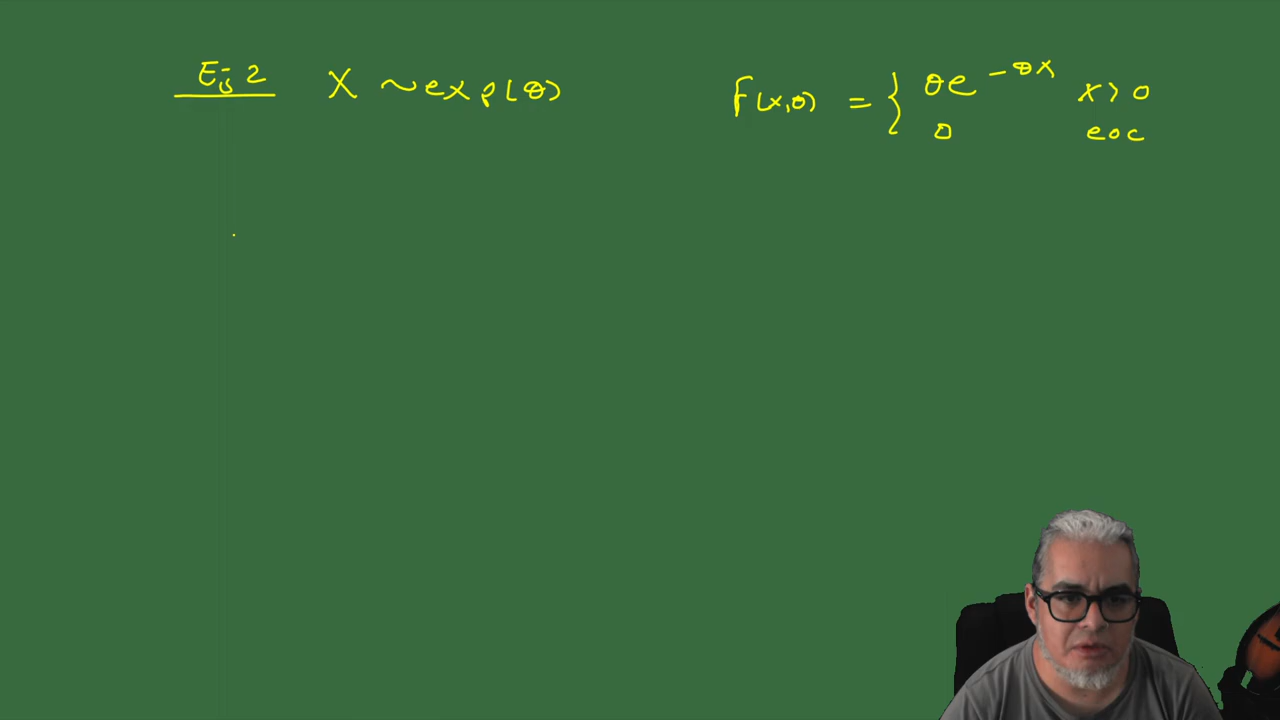 Ej 2 X ~ exp(θ) f(x,θ) = { θe^{-θx} x > 0
0 eoc